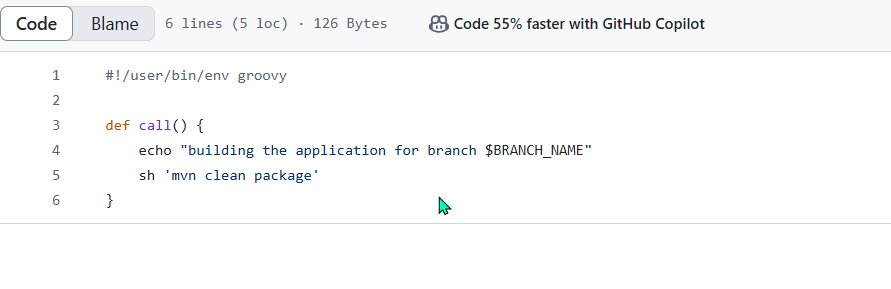 Code Blame 6 lines (5 loc) · 126 Bytes Code 55% faster with GitHub Copilot
1 #!/user/bin/env groovy
2
3 def call() {
4 echo "building the application for branch $BRANCH_NAME"
5 sh 'mvn clean package'
6 }